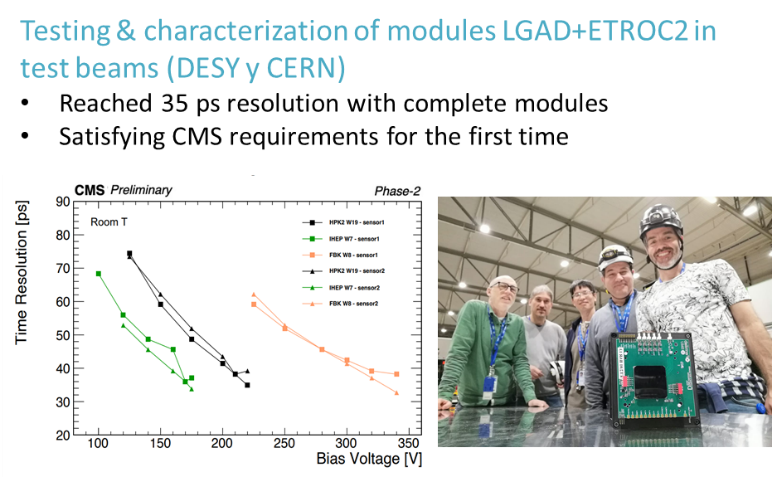 Testing & characterization of modules LGAD+ETROC2 in
test beams (DESY y CERN)
• Reached 35 ps resolution with complete modules
• Satisfying CMS requirements for the first time
CMS Preliminary
Phase-2
Time Resolution [ps]
90
80
70
60
50
40
30
20
Room T
HPK2 W19 - sensor1
IHEP W7 - sensor1
FBK W8 - sensor1
HPK2 W19 - sensor2
IHEP W7 - sensor2
FBK W8 - sensor2
100
150
200
250
300
350
Bias Voltage [V]